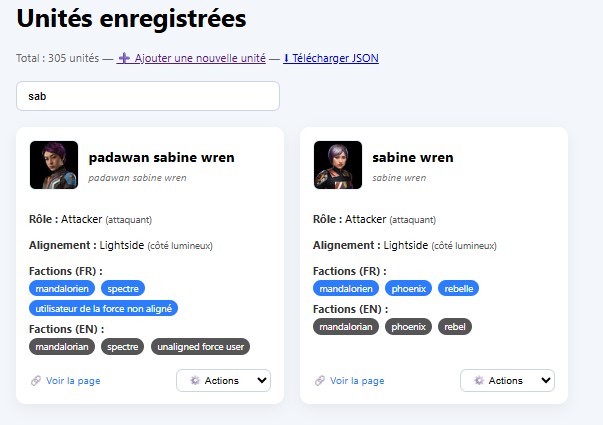 Unités enregistrées
Total : 305 unités — ➕ Ajouter une nouvelle unité — ⬇ Télécharger JSON
sab
padawan sabine wren
padawan sabine wren
Rôle : Attacker (attaquant)
Alignement : Lightside (côté lumineux)
Factions (FR) :
mandalorien spectre
utilisateur de la force non aligné
Factions (EN) :
mandalorian spectre unaligned force user
🔗 Voir la page ⚙️ Actions
sabine wren
sabine wren
Rôle : Attacker (attaquant)
Alignement : Lightside (côté lumineux)
Factions (FR) :
mandalorien phoenix rebelle
Factions (EN) :
mandalorian phoenix rebel
🔗 Voir la page ⚙️ Actions